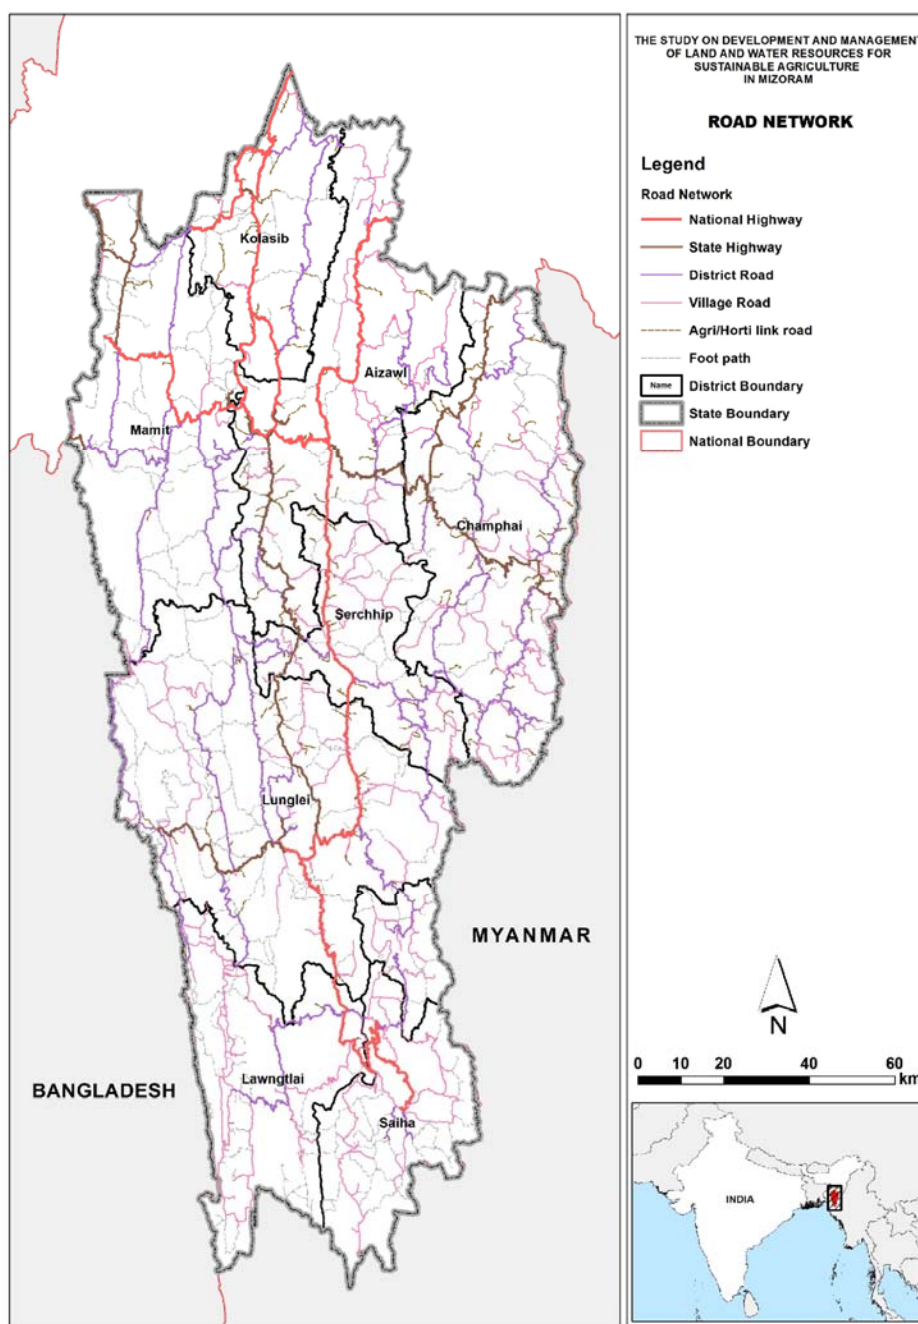 THE STUDY ON DEVELOPMENT AND MANAGEMENT
OF LAND AND WATER RESOURCES FOR
SUSTAINABLE AGRICULTURE
IN MIZORAM
ROAD NETWORK
Legend
Road Network
National Highway
State Highway
District Road
Village Road
Agri/Horti link road
Foot path
Name District Boundary
State Boundary
National Boundary
Kolasib
Aizawl
Mamit
Champhai
Serchhip
Lunglei
MYANMAR
BANGLADESH
Lawngtlai
Saiha
N
0 10 20 40 60
km
INDIA